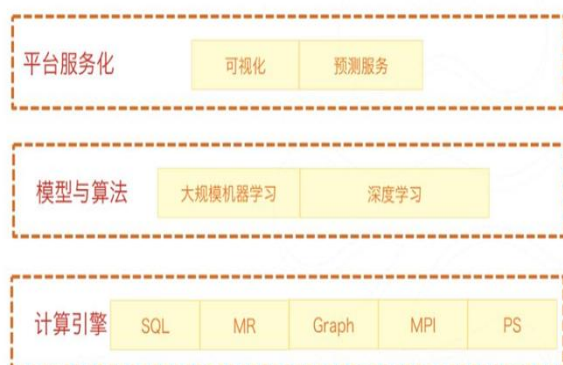 平台服务化 可视化 预测服务
模型与算法 大规模机器学习 深度学习
计算引擎 SQL MR Graph MPI PS